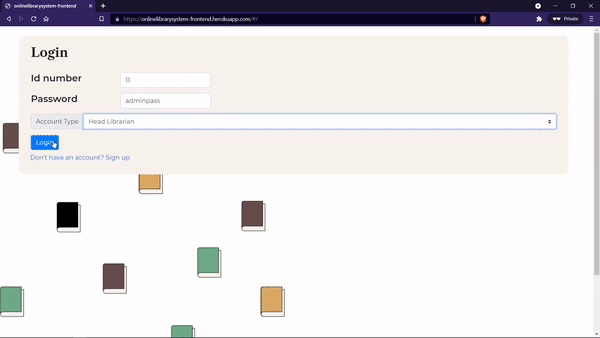 onlinelibrarysystem-frontend
https://onlinelibrarysystem-frontend.herokuapp.com/#/
Private
Login
Id number
Password
adminpass
Account Type
Head Librarian
Login
Don't have an account? Sign up